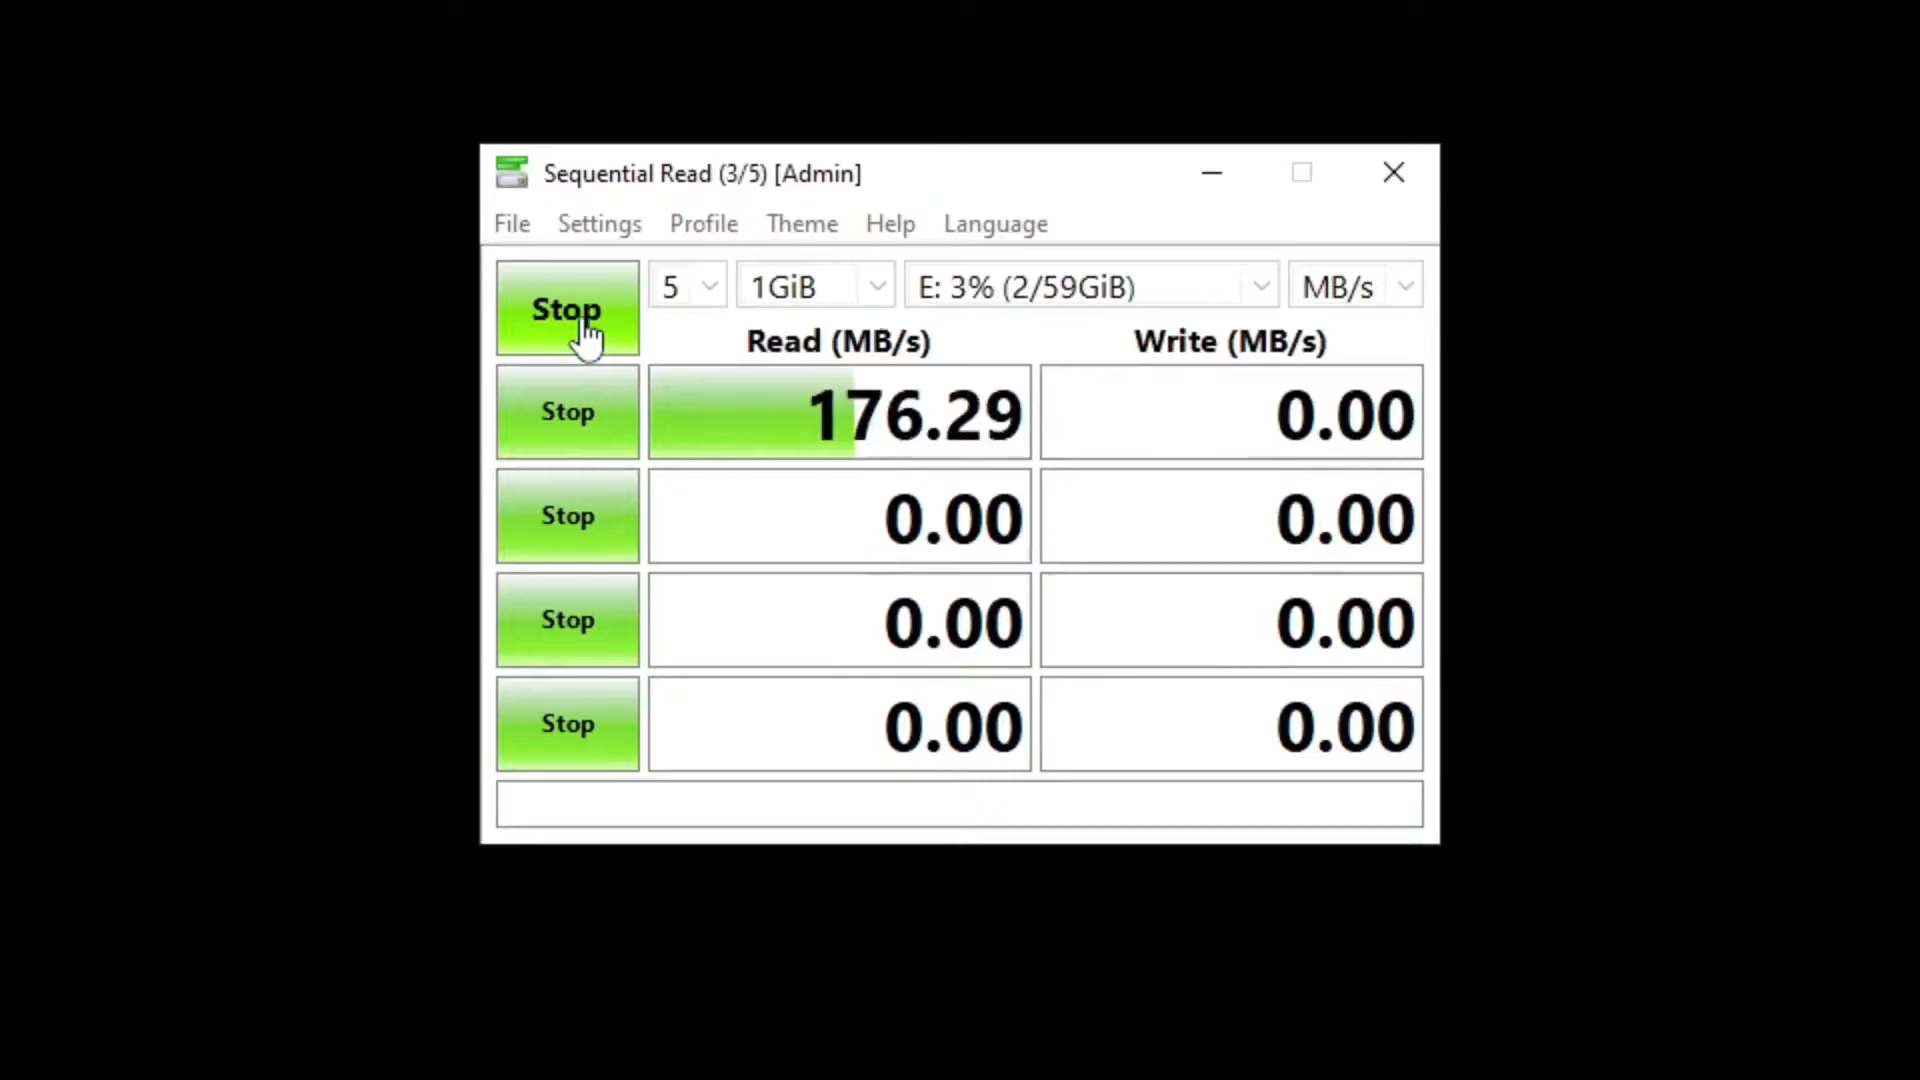 Sequential Read (3/5) [Admin]
File Settings Profile Theme Help Language
Stop 5 1GiB E: 3% (2/59GiB) MB/s
Read (MB/s) Write (MB/s)
Stop 176.29 0.00
Stop 0.00 0.00
Stop 0.00 0.00
Stop 0.00 0.00